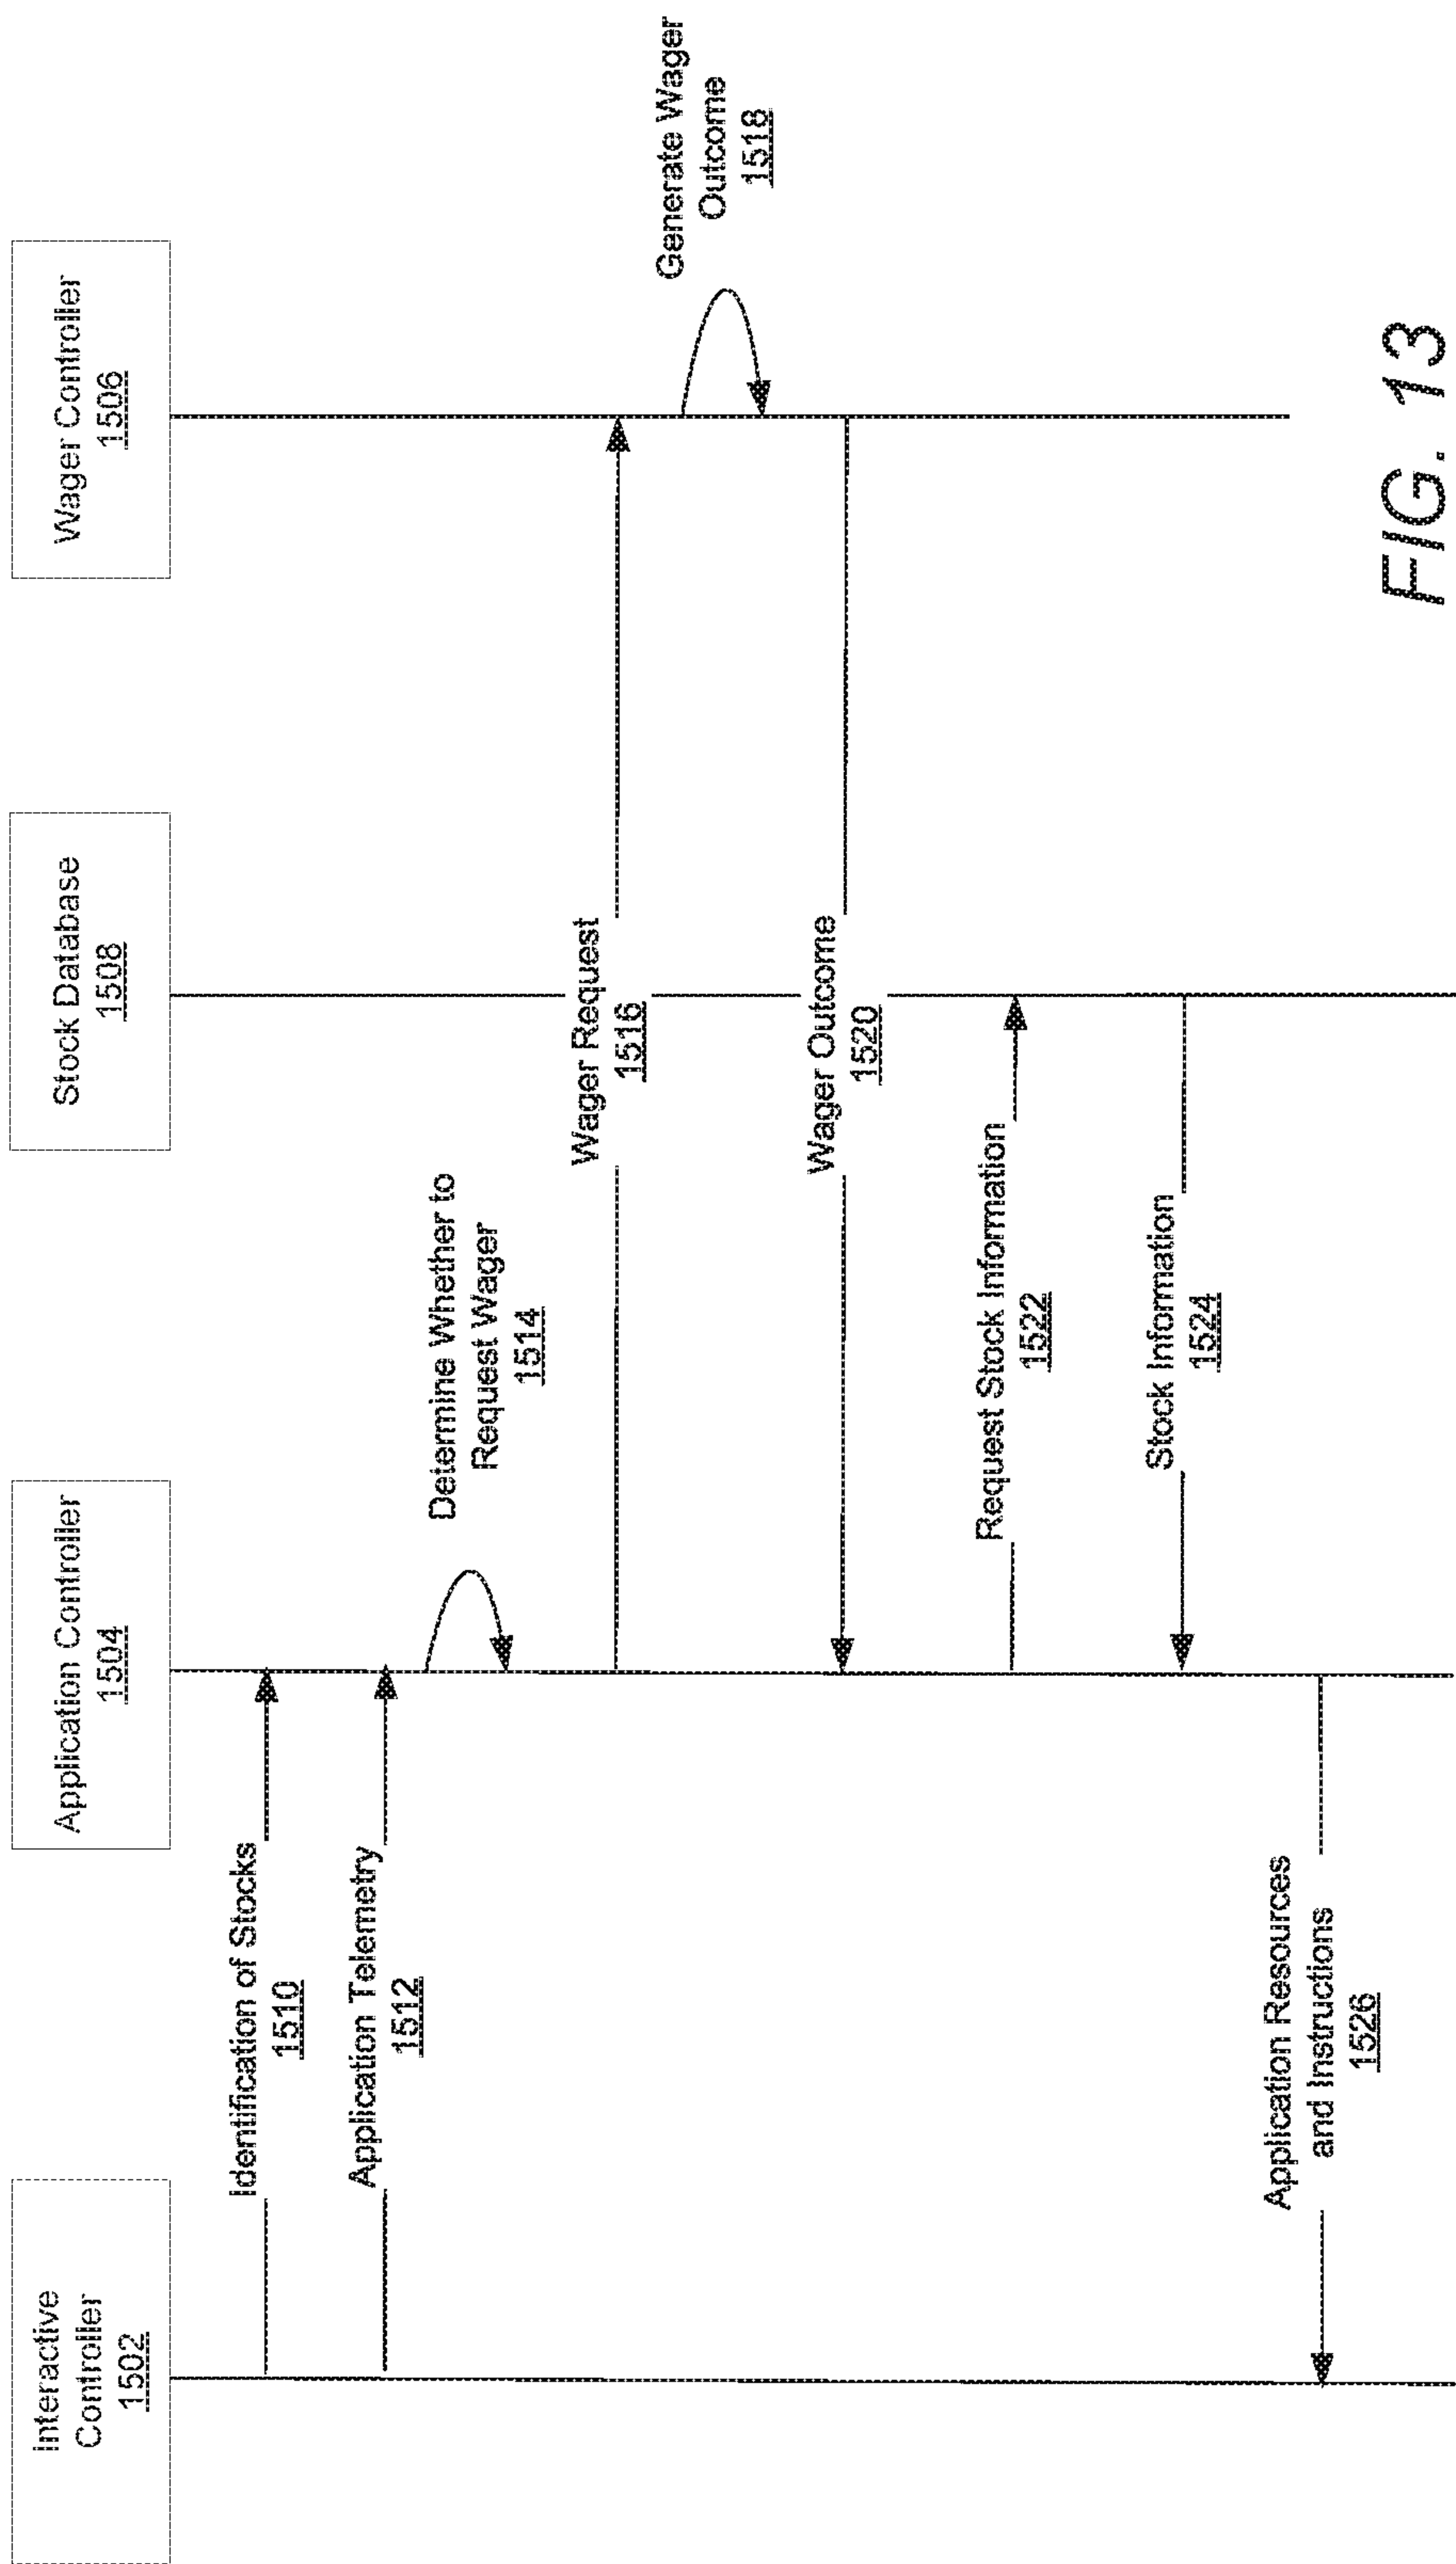 Interactive
Controller
1502
Application Controller
1504
Stock Database
1508
Wager Controller
1506
Identification of Stocks
1510
Application Telemetry
1512
Determine Whether to
Request Wager
1514
Wager Request
1516
Generate Wager
Outcome
1518
Wager Outcome
1520
Request Stock Information
1522
Stock Information
1524
Application Resources
and Instructions
1526
FIG. 13